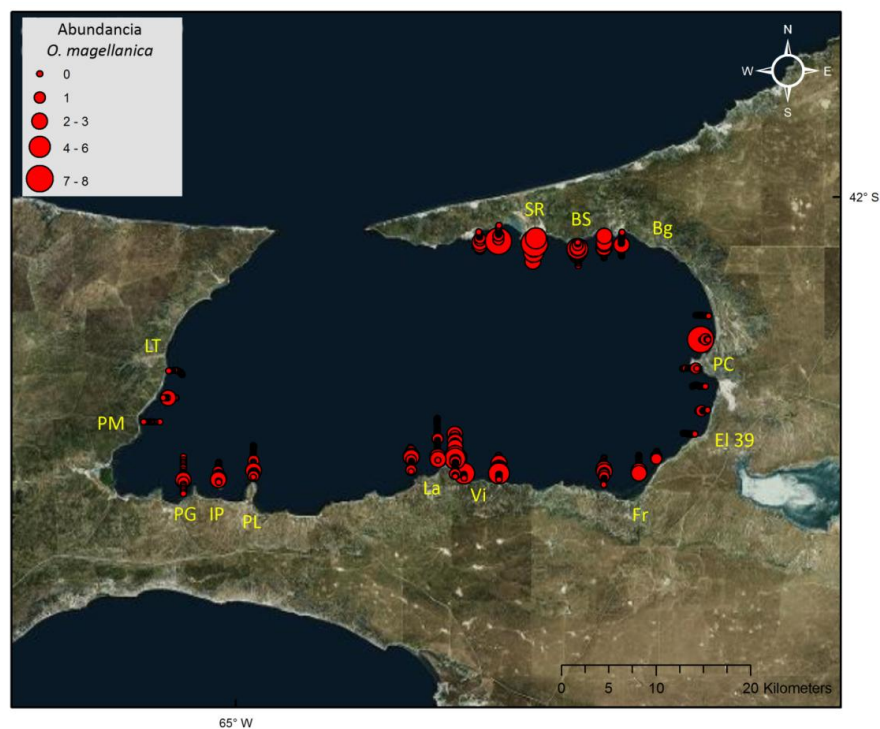 Abundancia
O. magellanica
0
1
2 - 3
4 - 6
7 - 8
N
W E
S
42° S
SR
BS
Bg
LT
PC
PM
El 39
La
Vi
Fr
PG IP PL
0 5 10 20 Kilometers
65° W